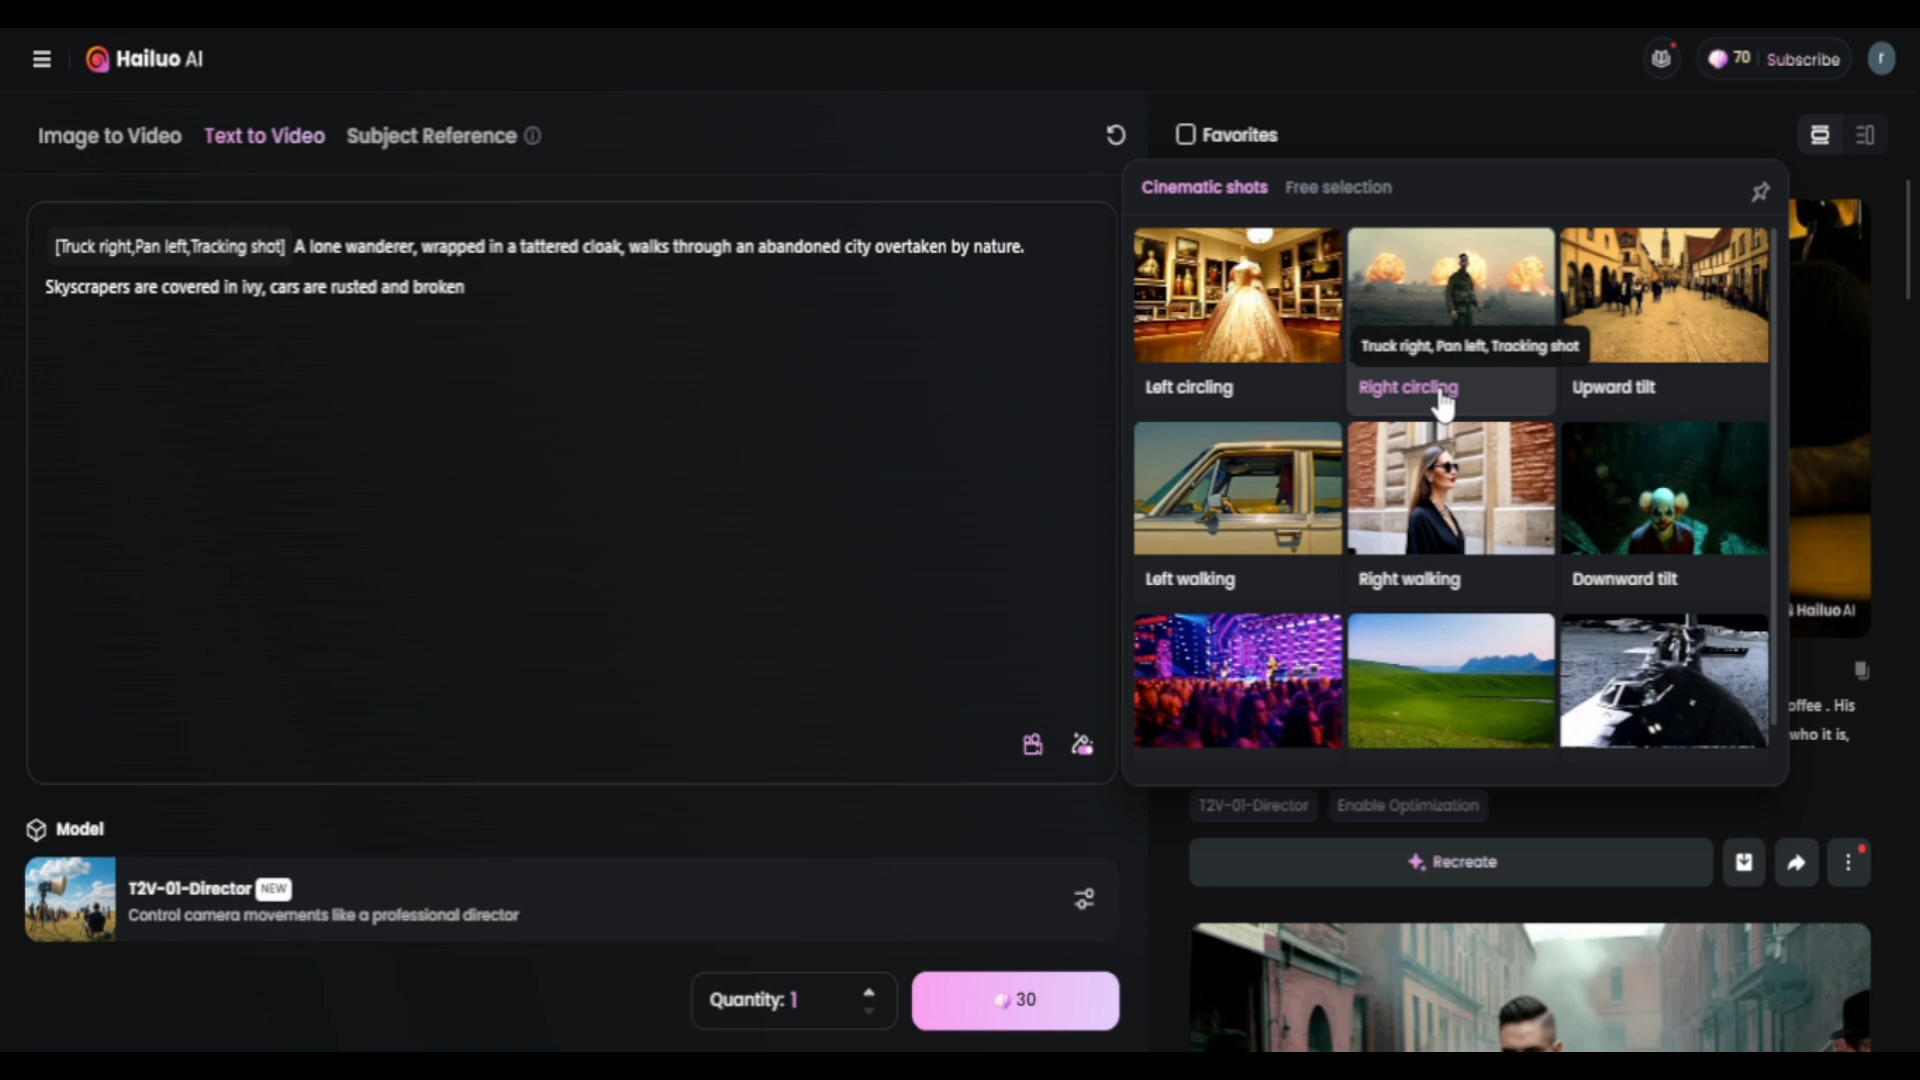 Hailuo AI
70 Subscribe
r
Image to Video Text to Video Subject Reference
Favorites
Cinematic shots Free selection
[Truck right,Pan left,Tracking shot] A lone wanderer, wrapped in a tattered cloak, walks through an abandoned city overtaken by nature.
Skyscrapers are covered in ivy, cars are rusted and broken
Truck right, Pan left, Tracking shot
Left circling
Right circling
Upward tilt
Left walking
Right walking
Downward tilt
Hailuo AI
offee . His
who it is,
T2V-01-Director
Enable Optimization
Recreate
Model
T2V-01-Director NEW
Control camera movements like a professional director
Quantity: 1
30